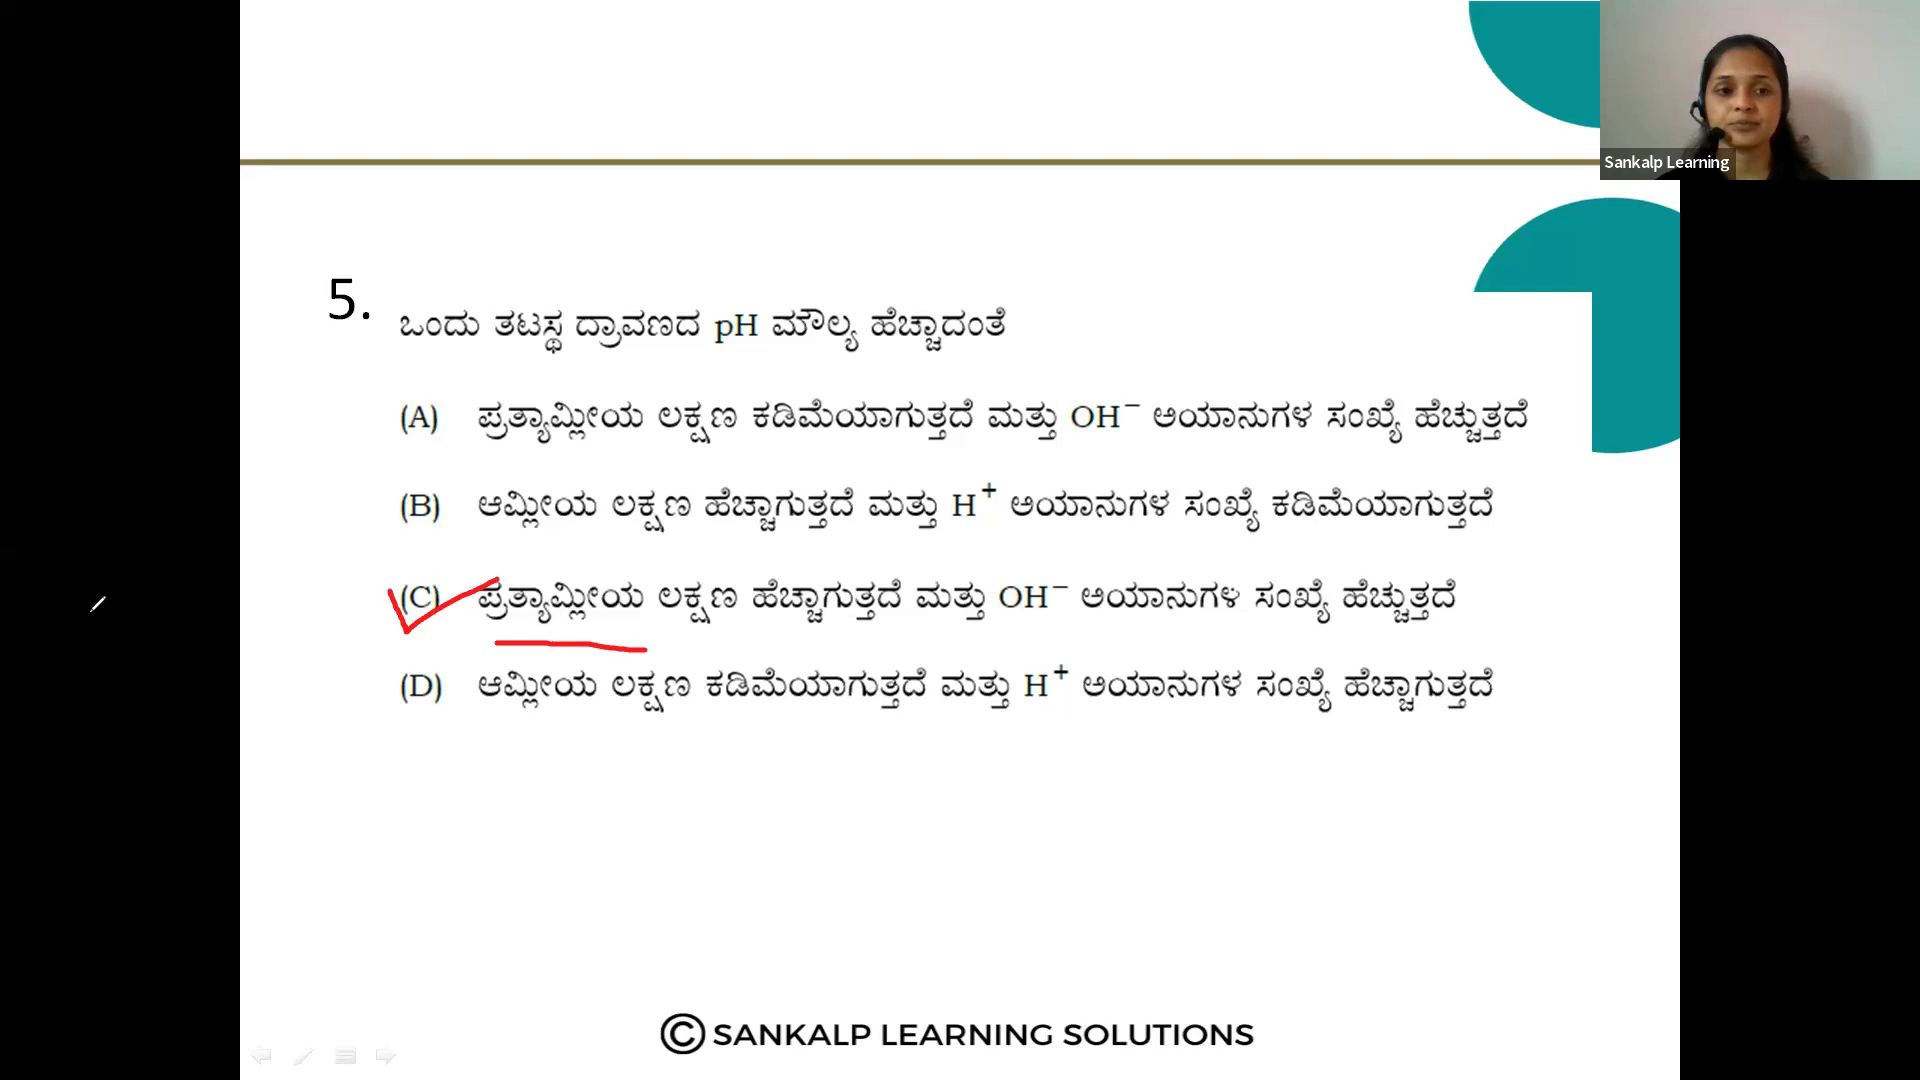 Sankalp Learning
5. ಒಂದು ತಟಸ್ಥ ದ್ರಾವಣದ pH ಮೌಲ್ಯ ಹೆಚ್ಚಾದಂತೆ
(A) ಪ್ರತ್ಯಾಮ್ಲೀಯ ಲಕ್ಷಣ ಕಡಿಮೆಯಾಗುತ್ತದೆ ಮತ್ತು OH⁻ ಅಯಾನುಗಳ ಸಂಖ್ಯೆ ಹೆಚ್ಚುತ್ತದೆ
(B) ಆಮ್ಲೀಯ ಲಕ್ಷಣ ಹೆಚ್ಚಾಗುತ್ತದೆ ಮತ್ತು H⁺ ಅಯಾನುಗಳ ಸಂಖ್ಯೆ ಕಡಿಮೆಯಾಗುತ್ತದೆ
(C) ಪ್ರತ್ಯಾಮ್ಲೀಯ ಲಕ್ಷಣ ಹೆಚ್ಚಾಗುತ್ತದೆ ಮತ್ತು OH⁻ ಅಯಾನುಗಳ ಸಂಖ್ಯೆ ಹೆಚ್ಚುತ್ತದೆ
(D) ಆಮ್ಲೀಯ ಲಕ್ಷಣ ಕಡಿಮೆಯಾಗುತ್ತದೆ ಮತ್ತು H⁺ ಅಯಾನುಗಳ ಸಂಖ್ಯೆ ಹೆಚ್ಚಾಗುತ್ತದೆ
© SANKALP LEARNING SOLUTIONS